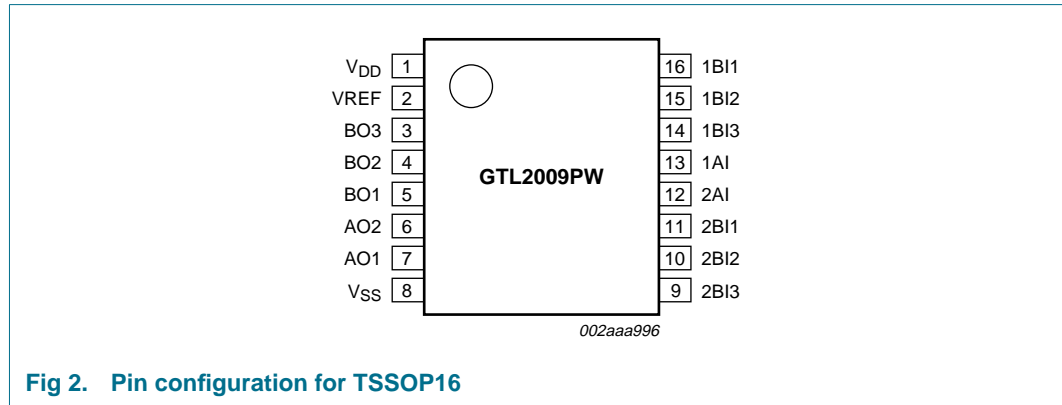 VDD 1 16 1BI1
VREF 2 15 1BI2
BO3 3 14 1BI3
BO2 4 13 1AI
GTL2009PW
BO1 5 12 2AI
AO2 6 11 2BI1
AO1 7 10 2BI2
VSS 8 9 2BI3
002aaa996
Fig 2. Pin configuration for TSSOP16